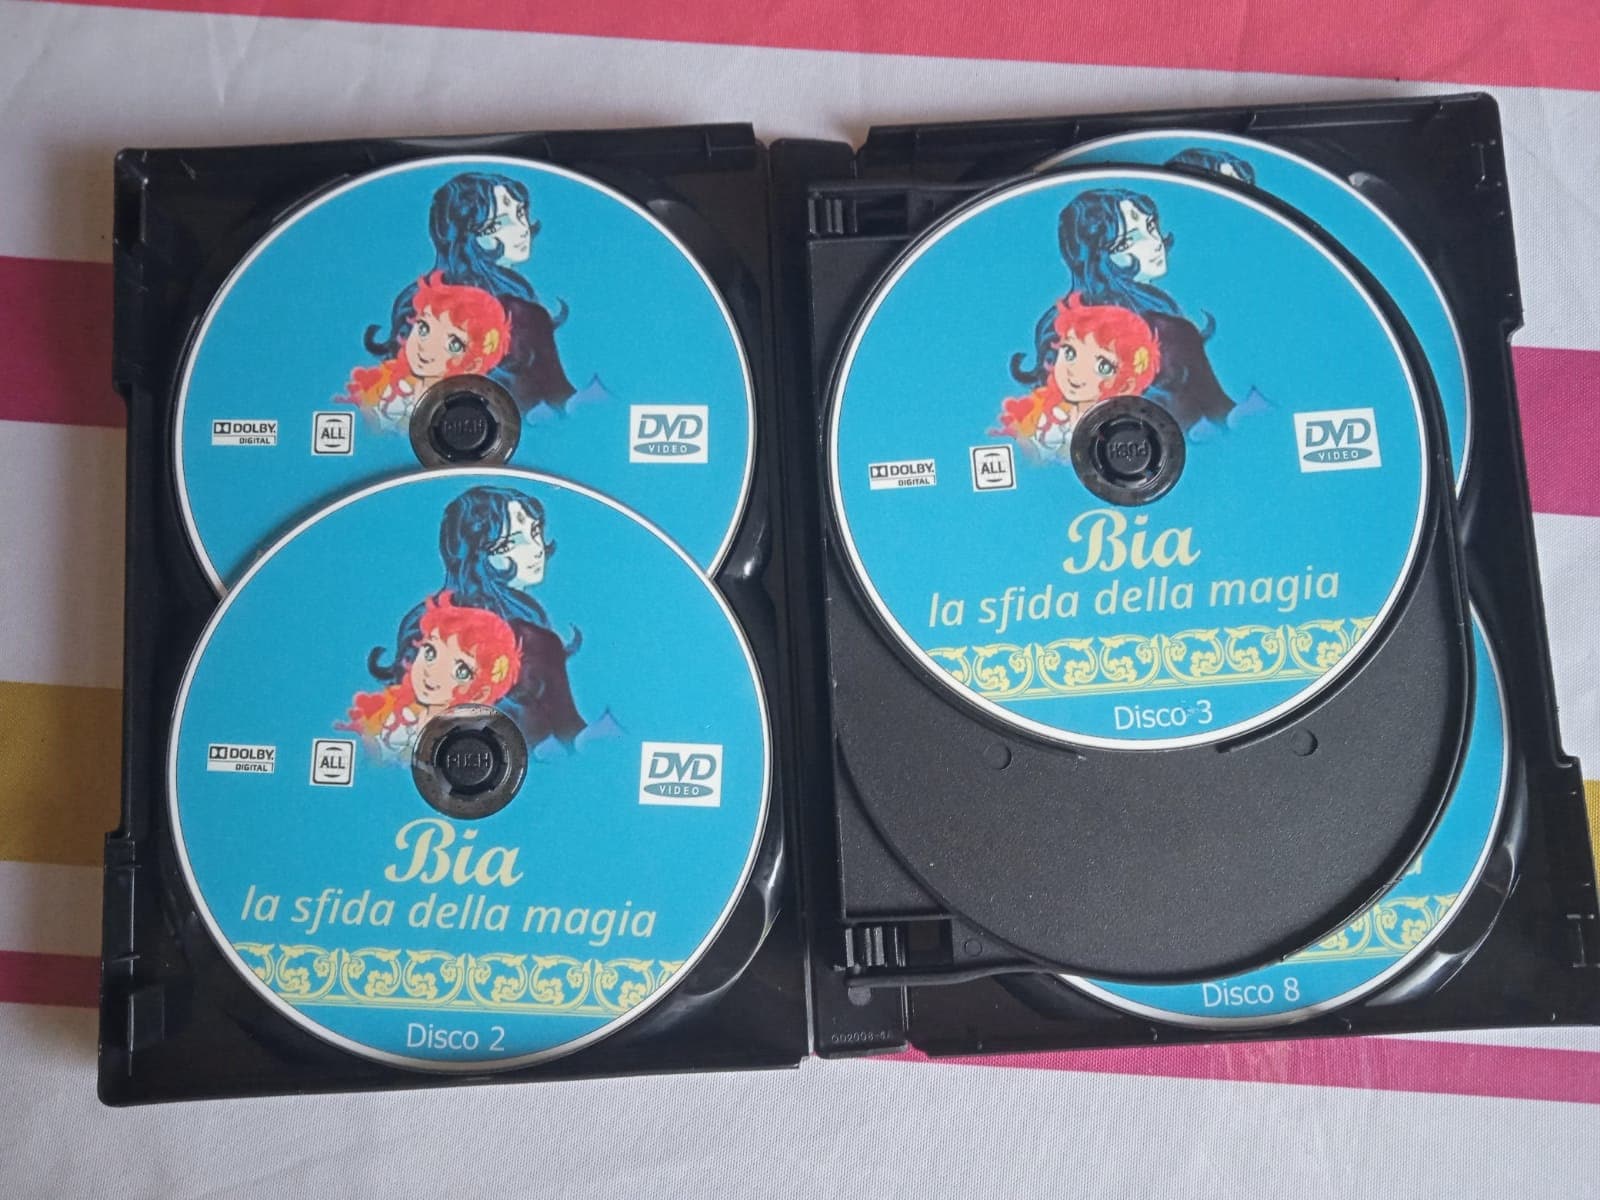 DOLBY
DIGITAL
ALL
DVD
VIDEO
PUSH
DOLBY
DIGITAL
ALL
DVD
VIDEO
PUSH
Bia
la sfida della magia
Disco 2
DOLBY
DIGITAL
ALL
DVD
VIDEO
PUSH
Bia
la sfida della magia
Disco 3
a
Disco 8